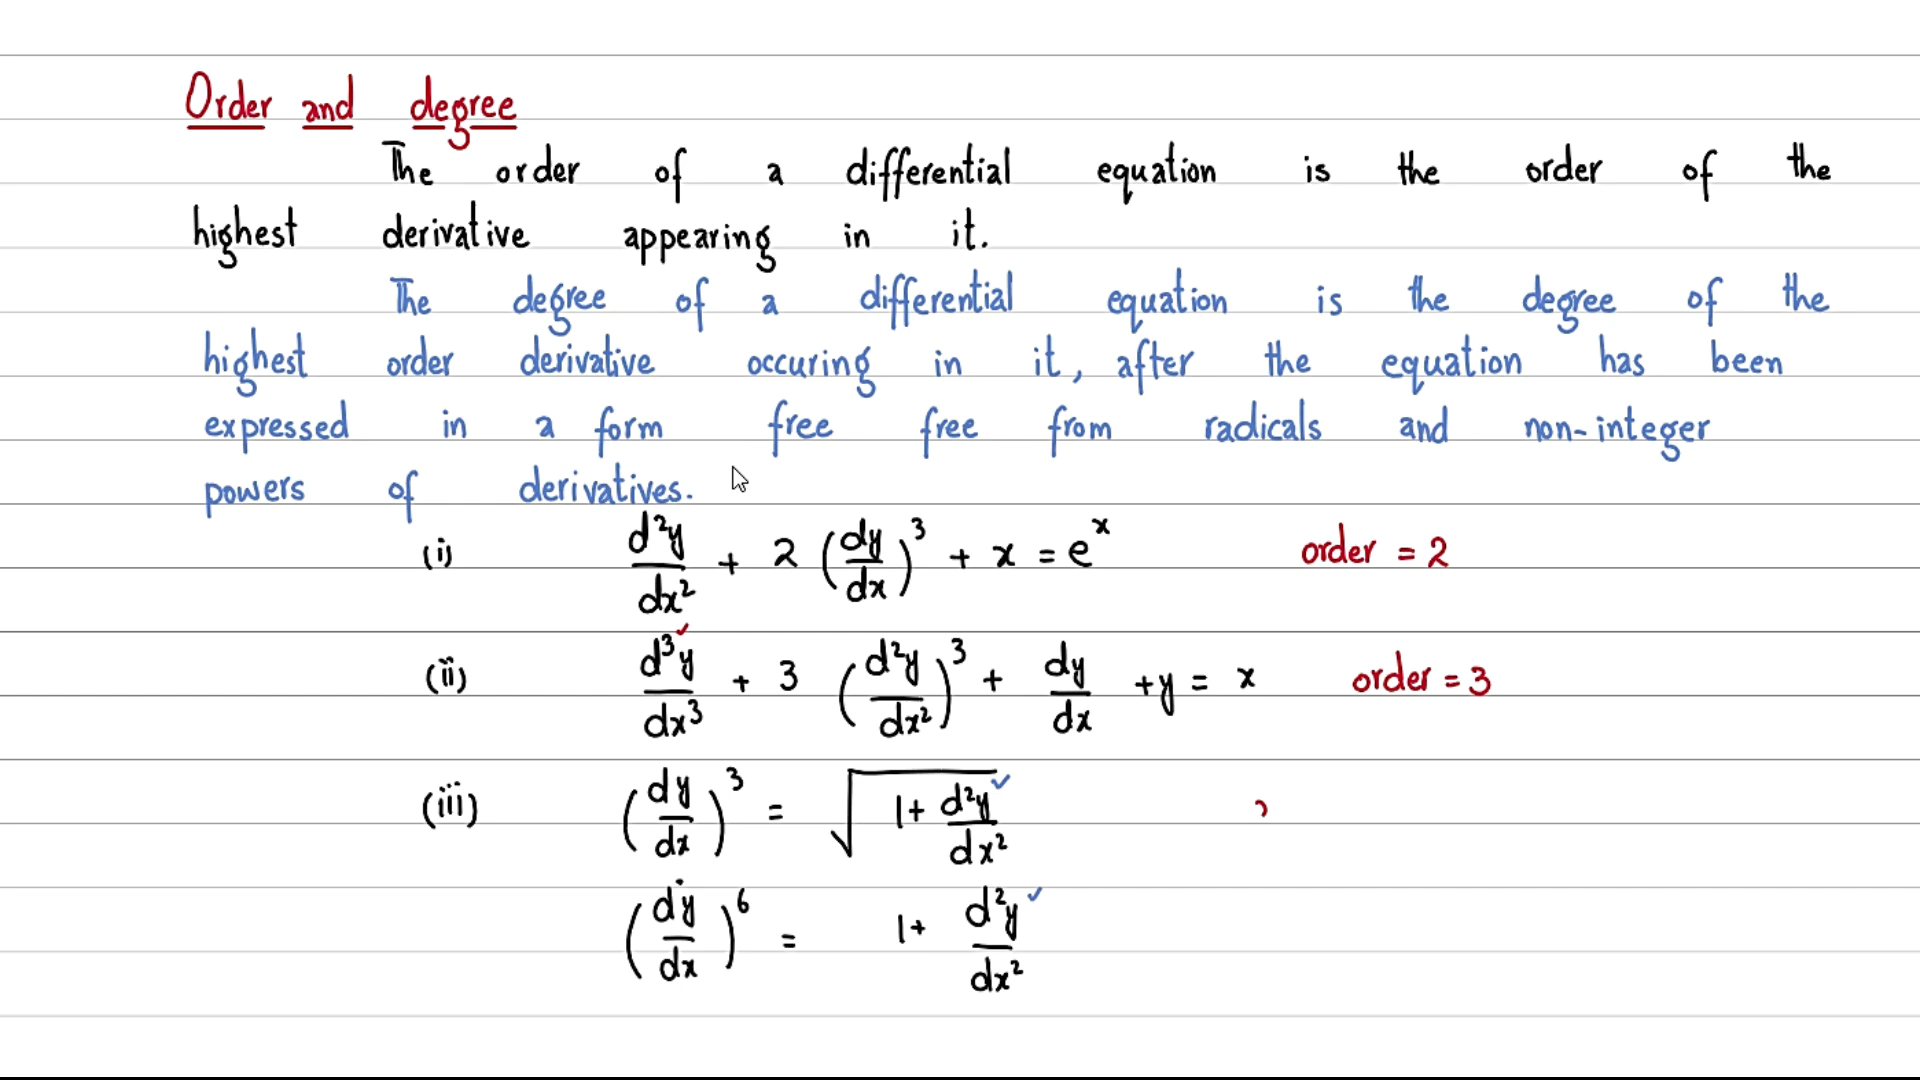 Order and degree
The order of a differential equation is the order of the
highest derivative appearing in it.
The degree of a differential equation is the degree of the
highest order derivative occuring in it, after the equation has been
expressed in a form free free from radicals and non-integer
powers of derivatives.
(i) d²y/dx² + 2 (dy/dx)³ + x = eˣ order = 2
(ii) d³y/dx³ + 3 (d²y/dx²)³ + dy/dx + y = x order = 3
(iii) (dy/dx)³ = √(1 + d²y/dx²)
(dy/dx)⁶ = 1 + d²y/dx²